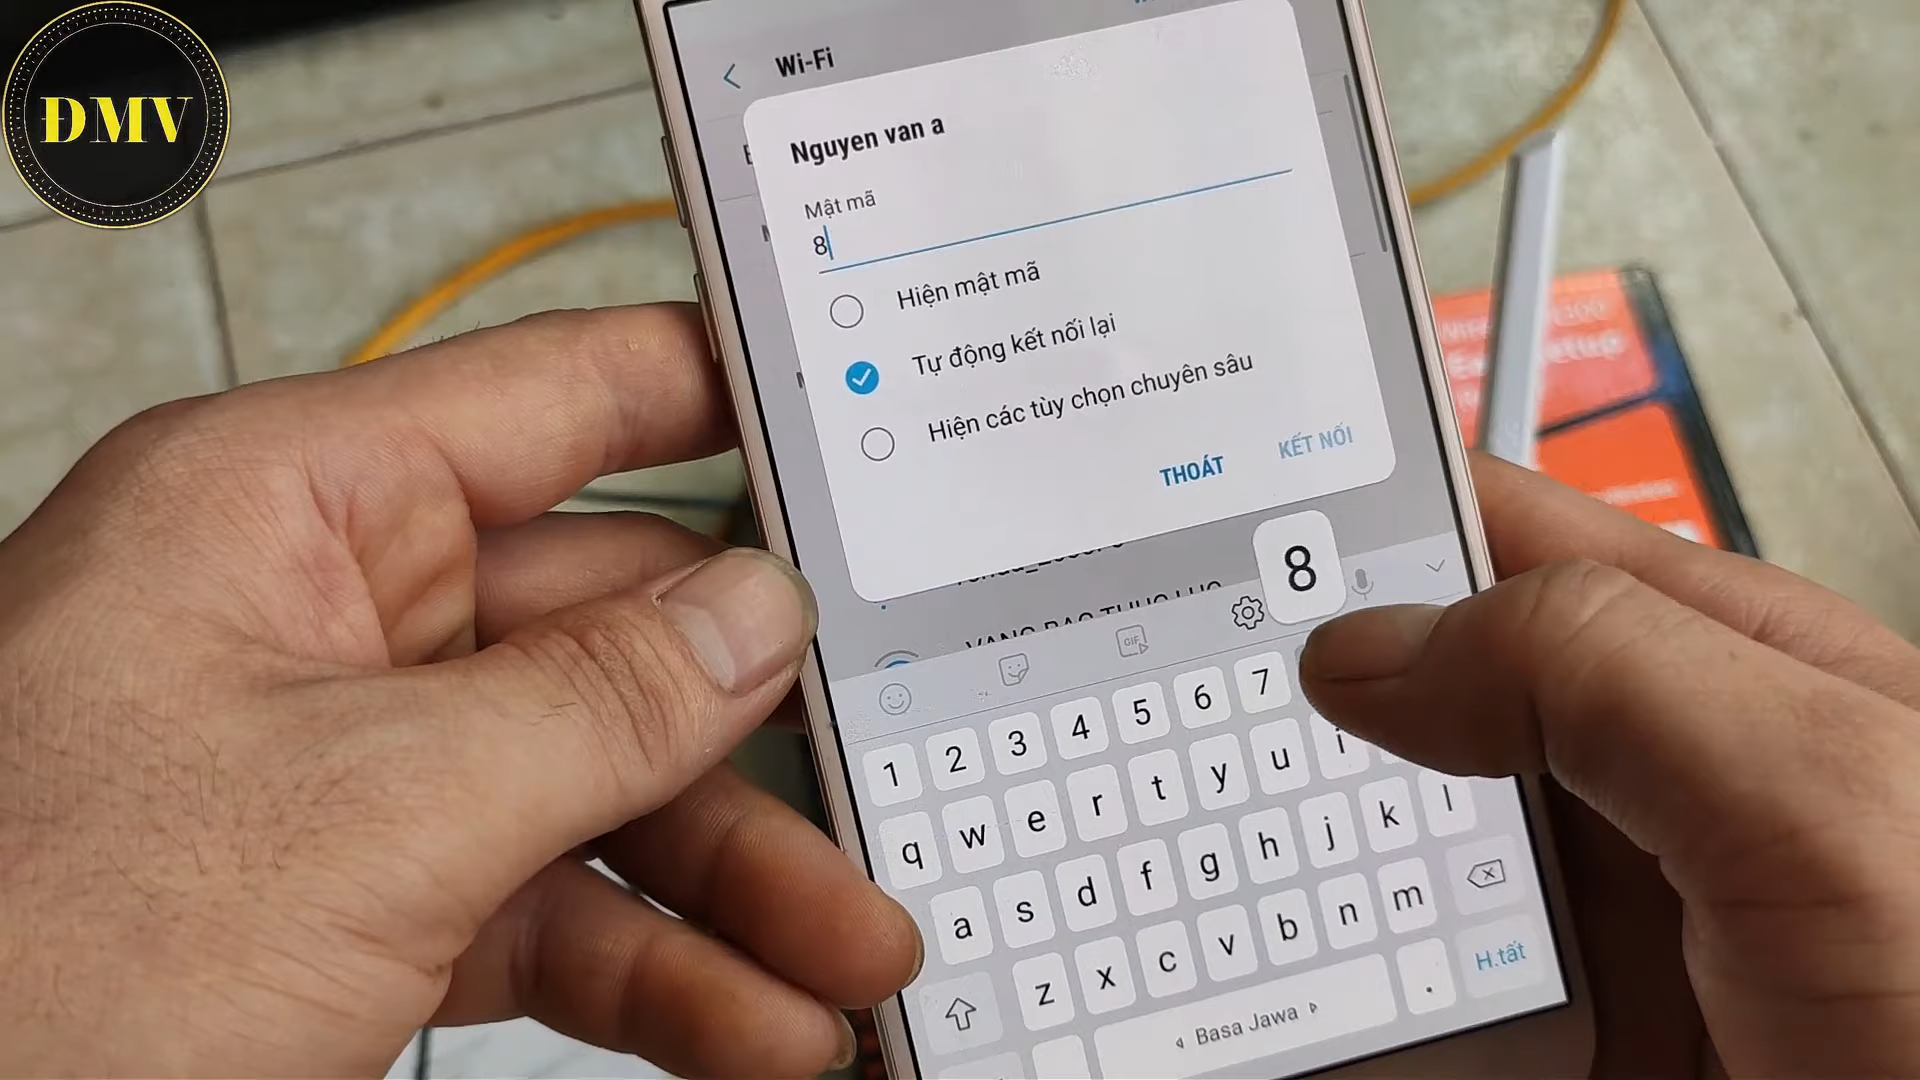 ĐMV
Wi-Fi
Nguyen van a
Mật mã
8
Hiện mật mã
Tự động kết nối lại
Hiện các tùy chọn chuyên sâu
THOÁT
KẾT NỐI
8
GIF
1 2 3 4 5 6 7
q w e r t y u i
a s d f g h j k l
z x c v b n m
Basa Jawa
.
H.tất